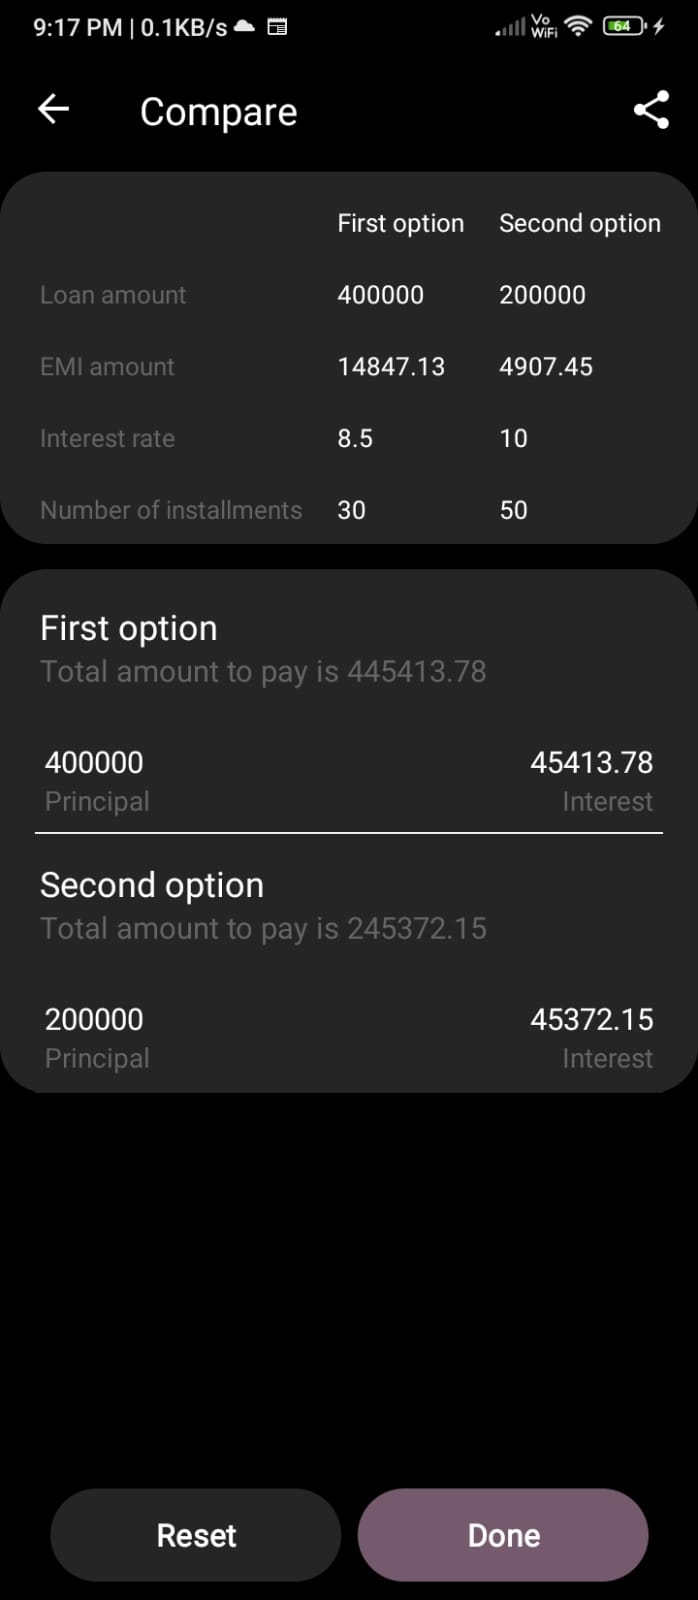 9:17 PM | 0.1KB/s Vo WiFi 64
Compare
First option Second option
Loan amount 400000 200000
EMI amount 14847.13 4907.45
Interest rate 8.5 10
Number of installments 30 50
First option
Total amount to pay is 445413.78
400000 45413.78
Principal Interest
Second option
Total amount to pay is 245372.15
200000 45372.15
Principal Interest
Reset Done